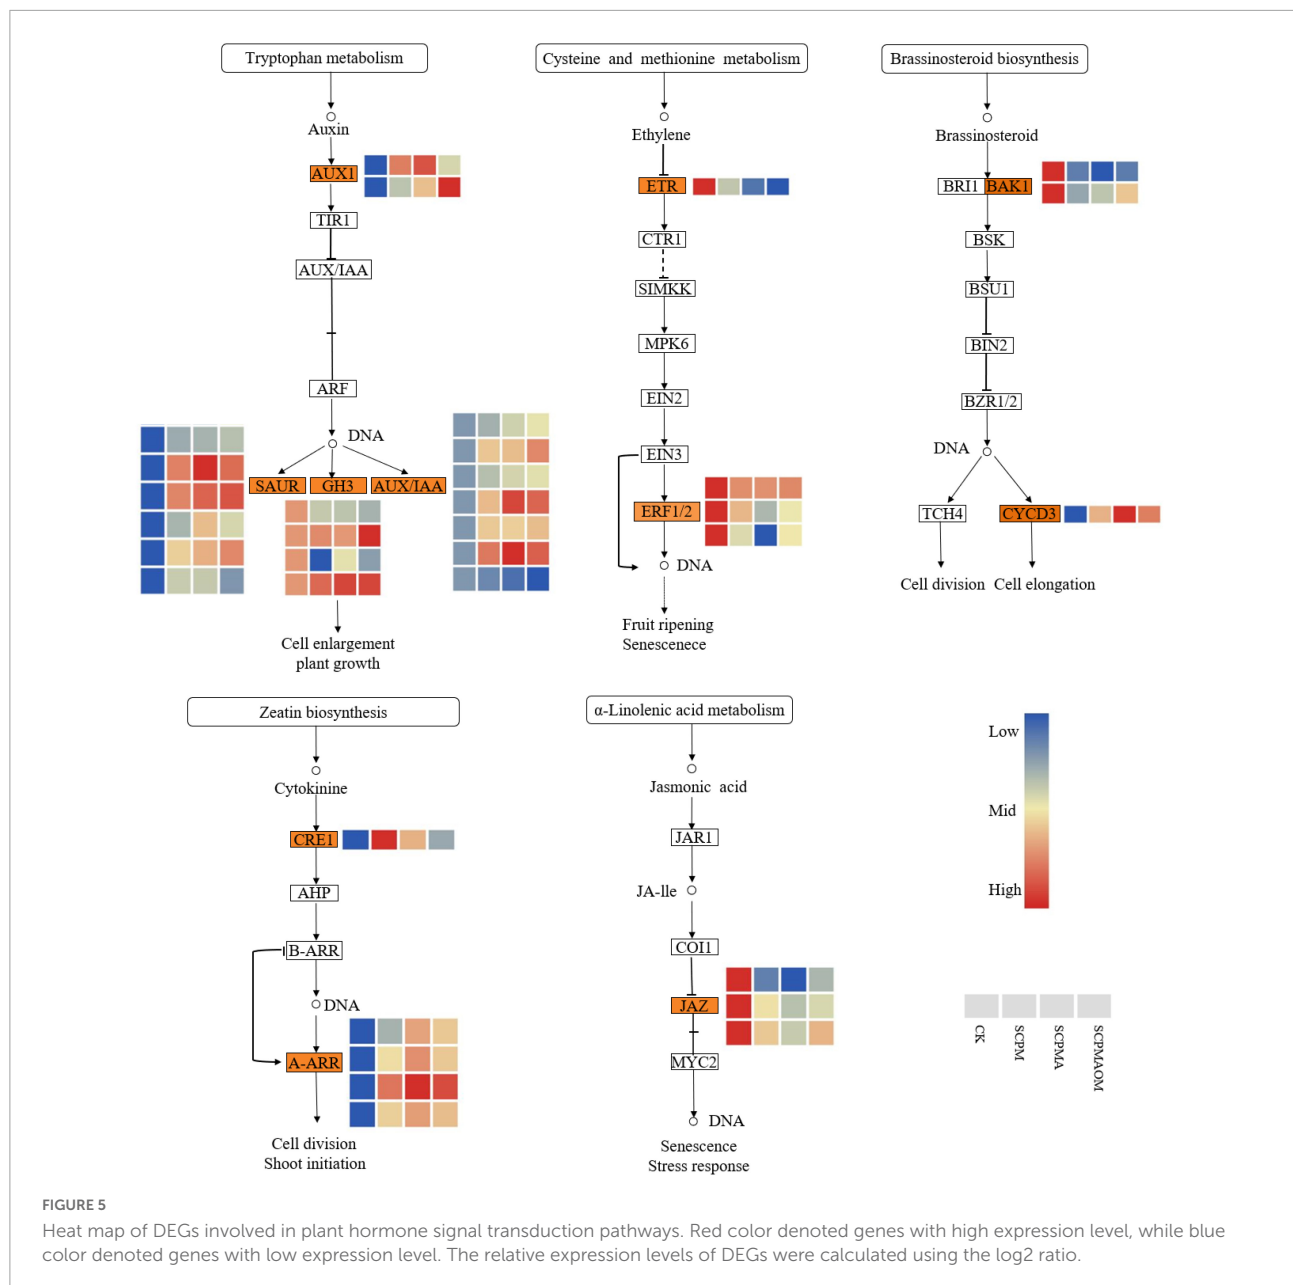 Tryptophan metabolism
Auxin
AUX1
TIR1
AUX/IAA
ARF
DNA
SAUR
GH3
AUX/IAA
Cell enlargement
plant growth
Cysteine and methionine metabolism
Ethylene
ETR
CTR1
SIMKK
MPK6
EIN2
EIN3
ERF1/2
DNA
Fruit ripening
Senescenece
Brassinosteroid biosynthesis
Brassinosteroid
BRI1
BAK1
BSK
BSU1
BIN2
BZR1/2
DNA
TCH4
CYCD3
Cell division
Cell elongation
Zeatin biosynthesis
Cytokinine
CRE1
AHP
B-ARR
DNA
A-ARR
Cell division
Shoot initiation
α-Linolenic acid metabolism
Jasmonic acid
JAR1
JA-lle
COI1
JAZ
MYC2
DNA
Senescence
Stress response
Low
Mid
High
CK
SCPM
SCPMA
SCPMAOM
FIGURE 5
Heat map of DEGs involved in plant hormone signal transduction pathways. Red color denoted genes with high expression level, while blue
color denoted genes with low expression level. The relative expression levels of DEGs were calculated using the log2 ratio.